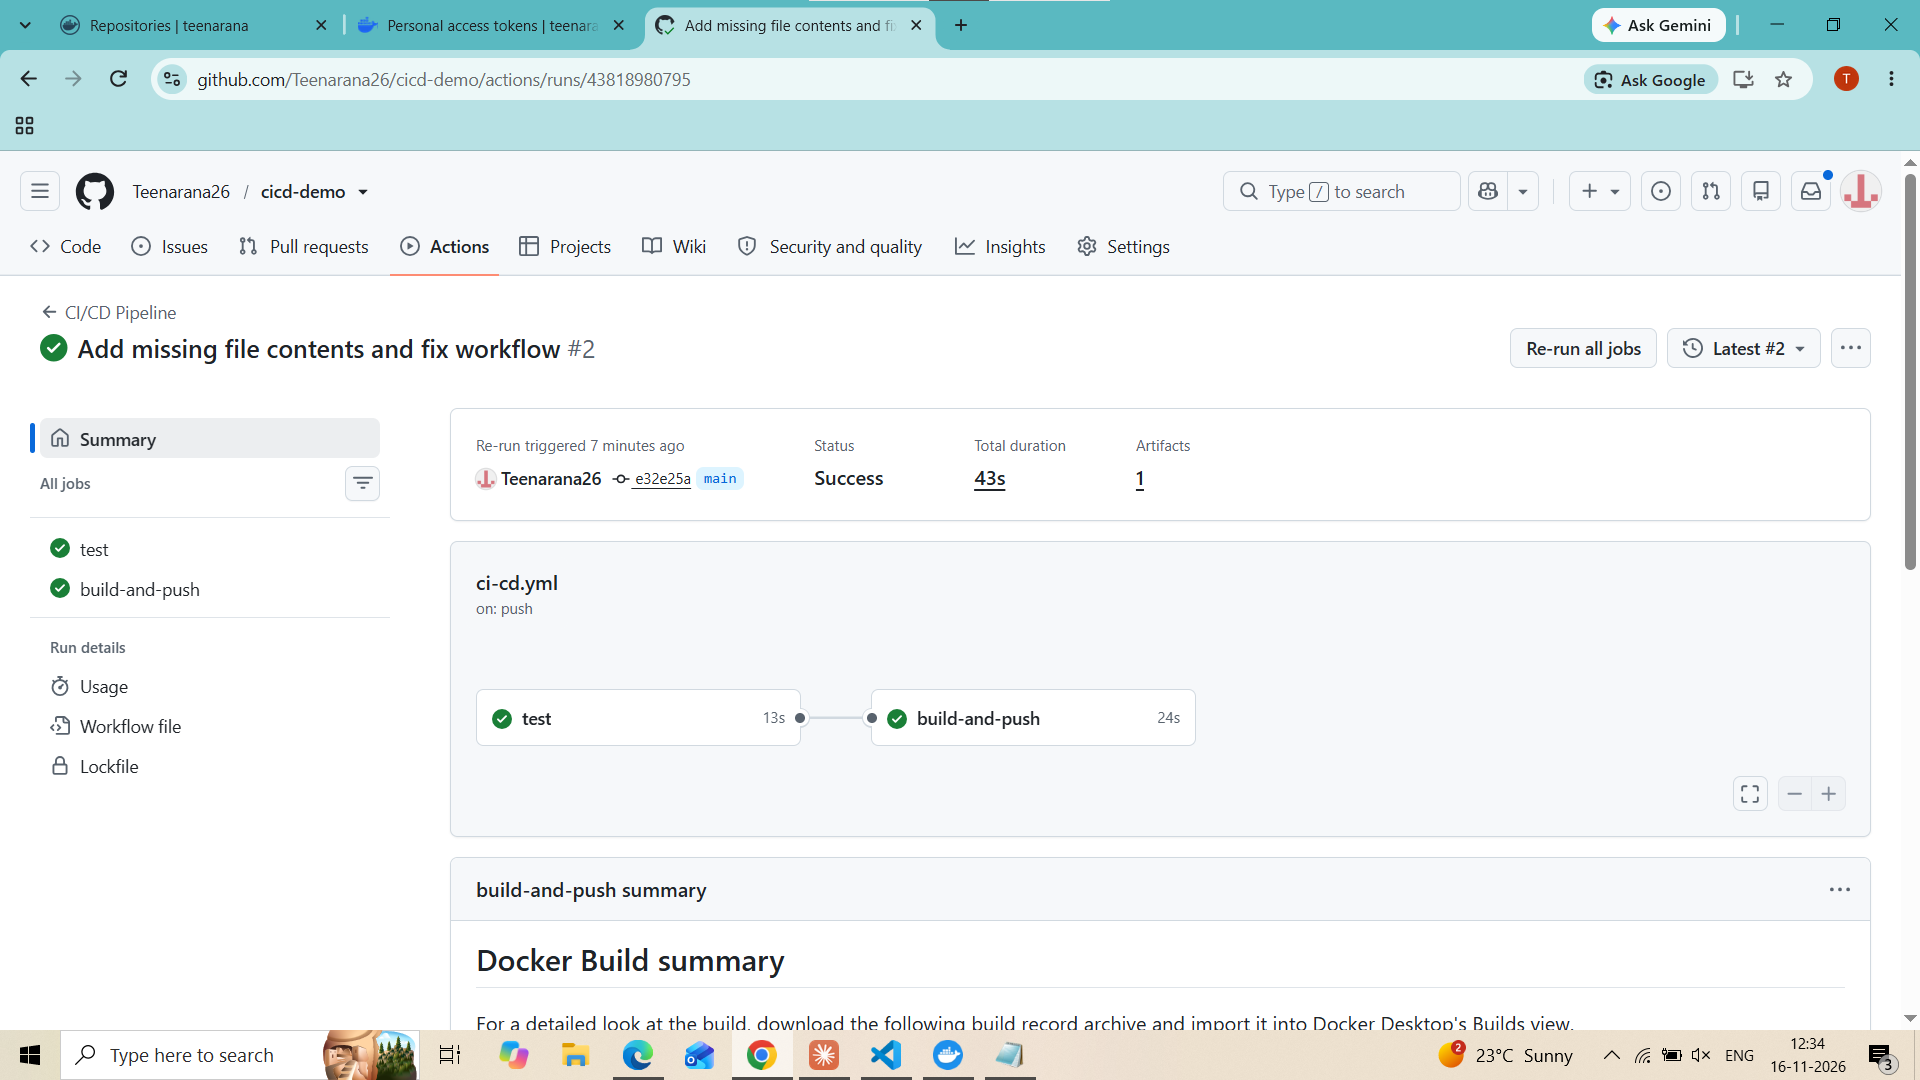 Repositories | teenarana
Personal access tokens | teenara
Add missing file contents and fi
Ask Gemini
github.com/Teenarana26/cicd-demo/actions/runs/43818980795
Ask Google
T
Teenarana26 / cicd-demo
Type / to search
Code
Issues
Pull requests
Actions
Projects
Wiki
Security and quality
Insights
Settings
CI/CD Pipeline
Add missing file contents and fix workflow #2
Re-run all jobs
Latest #2
Summary
All jobs
test
build-and-push
Run details
Usage
Workflow file
Lockfile
Re-run triggered 7 minutes ago
Teenarana26 e32e25a main
Status
Success
Total duration
43s
Artifacts
1
ci-cd.yml
on: push
test 13s
build-and-push 24s
build-and-push summary
Docker Build summary
For a detailed look at the build, download the following build record archive and import it into Docker Desktop's Builds view.
Type here to search
2
23°C Sunny
ENG
12:34
16-11-2026
3